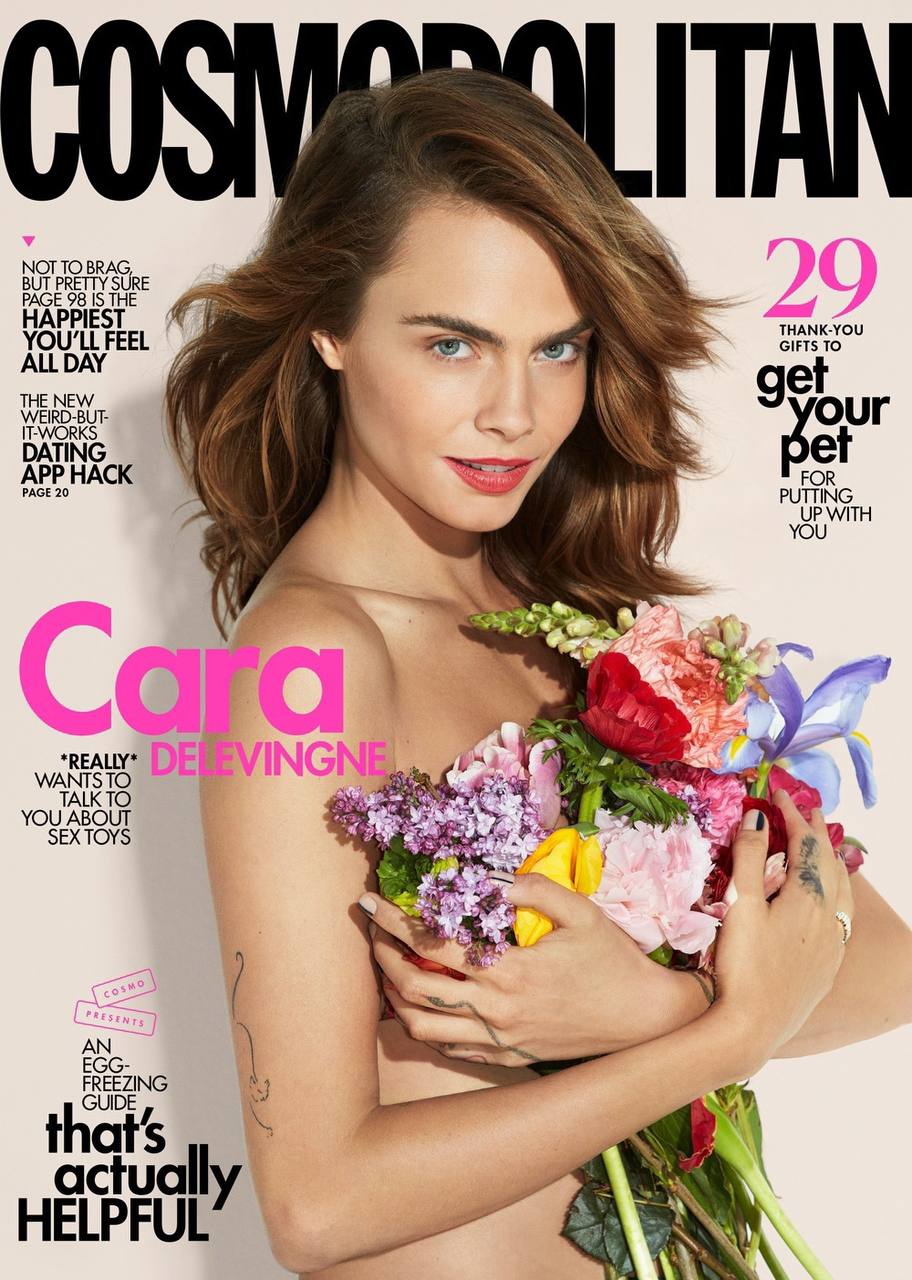 COSMOPOLITAN
NOT TO BRAG,
BUT PRETTY SURE
PAGE 98 IS THE
HAPPIEST
YOU'LL FEEL
ALL DAY
THE NEW
WEIRD-BUT-
IT-WORKS
DATING
APP HACK
PAGE 20
29
THANK-YOU
GIFTS TO
get
your
pet
FOR
PUTTING
UP WITH
YOU
Cara
DELEVINGNE
*REALLY*
WANTS TO
TALK TO
YOU ABOUT
SEX TOYS
COSMO
PRESENTS
AN
EGG-
FREEZING
GUIDE
that's
actually
HELPFUL